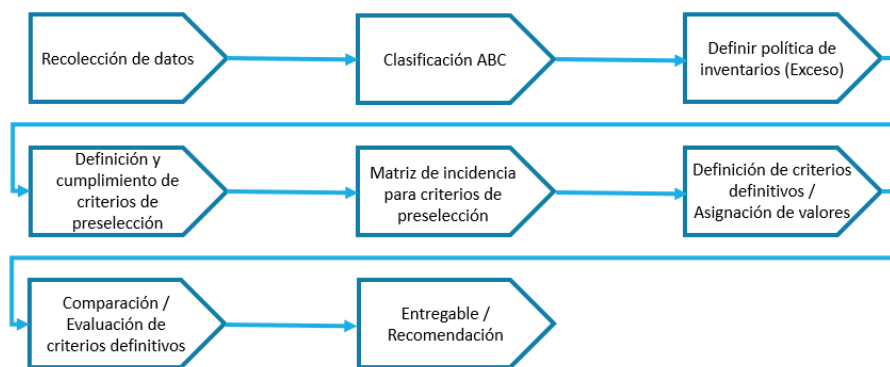 Recolección de datos
Clasificación ABC
Definir política de
inventarios (Exceso)
Definición y
cumplimiento de
criterios de
preselección
Matriz de incidencia
para criterios de
preselección
Definición de criterios
definitivos /
Asignación de valores
Comparación /
Evaluación de
criterios definitivos
Entregable /
Recomendación